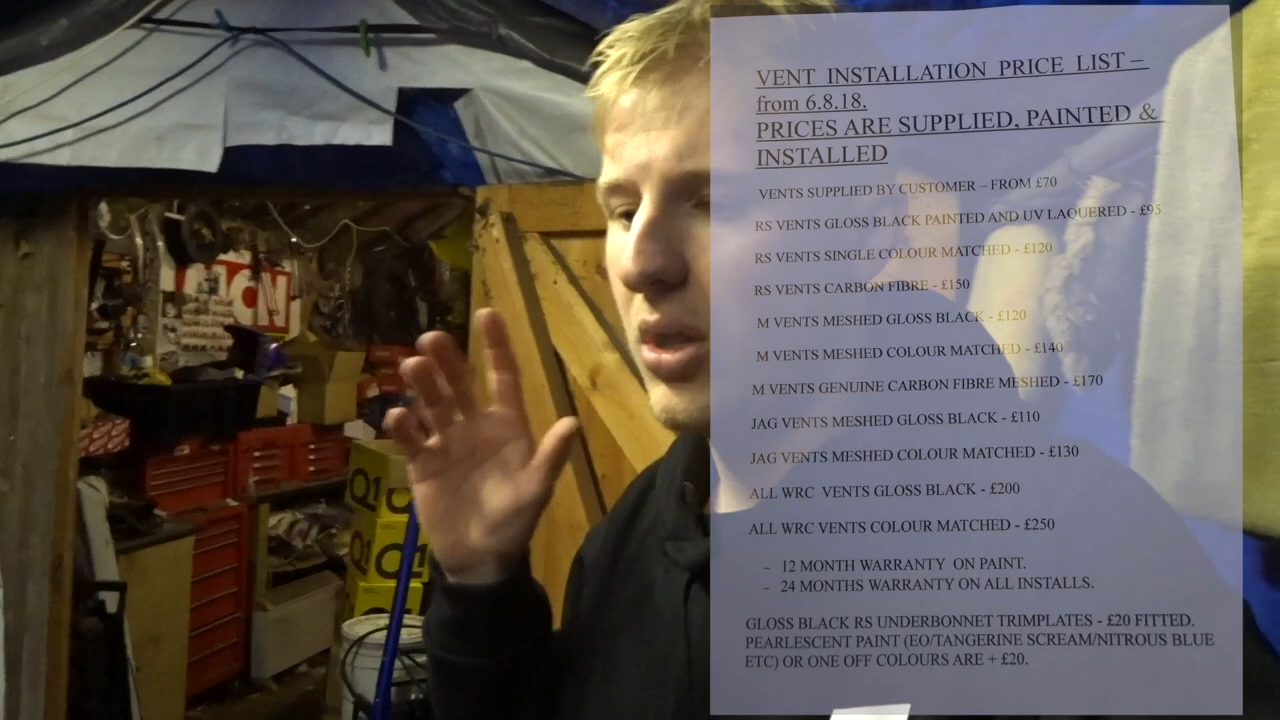 MCN
Q1
Q1
VENT INSTALLATION PRICE LIST –
from 6.8.18.
PRICES ARE SUPPLIED, PAINTED &
INSTALLED
VENTS SUPPLIED BY CUSTOMER – FROM £70
RS VENTS GLOSS BLACK PAINTED AND UV LAQUERED - £95
RS VENTS SINGLE COLOUR MATCHED - £120
RS VENTS CARBON FIBRE - £150
M VENTS MESHED GLOSS BLACK - £120
M VENTS MESHED COLOUR MATCHED - £140
M VENTS GENUINE CARBON FIBRE MESHED - £170
JAG VENTS MESHED GLOSS BLACK - £110
JAG VENTS MESHED COLOUR MATCHED - £130
ALL WRC VENTS GLOSS BLACK - £200
ALL WRC VENTS COLOUR MATCHED - £250
- 12 MONTH WARRANTY ON PAINT.
- 24 MONTHS WARRANTY ON ALL INSTALLS.
GLOSS BLACK RS UNDERBONNET TRIMPLATES - £20 FITTED.
PEARLESCENT PAINT (EO/TANGERINE SCREAM/NITROUS BLUE
ETC) OR ONE OFF COLOURS ARE + £20.